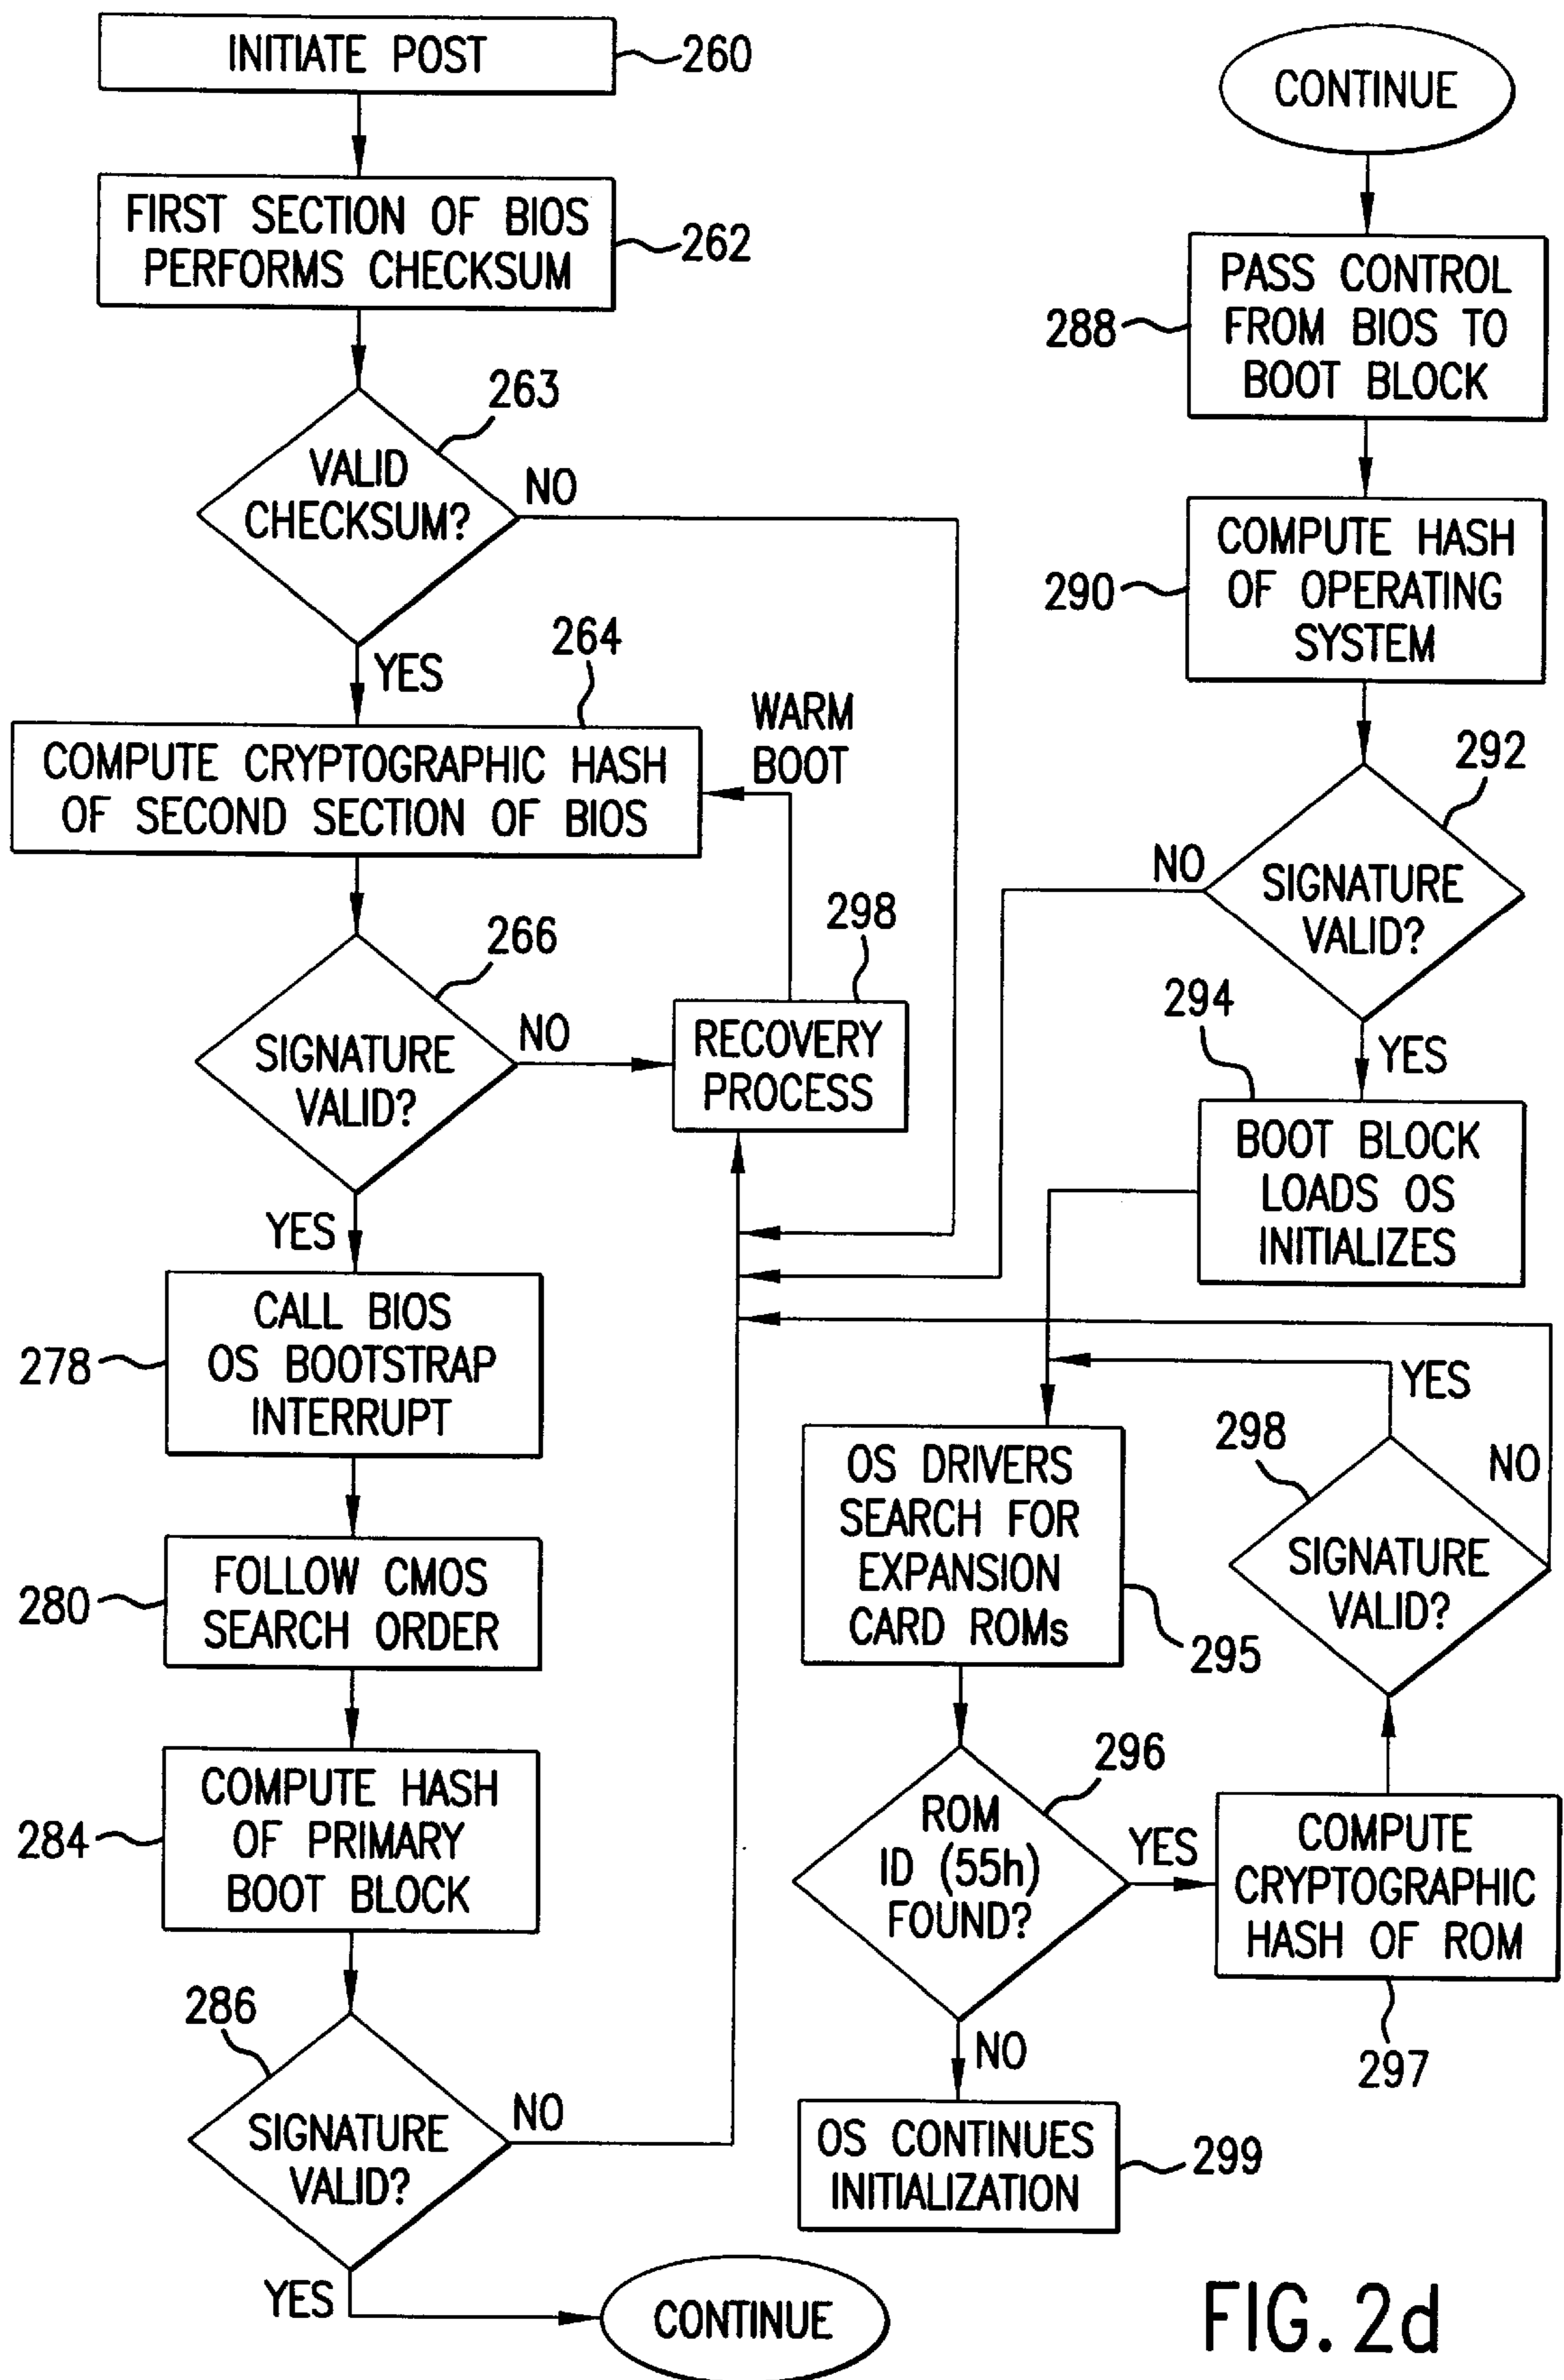 INITIATE POST
260
FIRST SECTION OF BIOS
PERFORMS CHECKSUM
262
263
VALID
CHECKSUM?
NO
YES
264
COMPUTE CRYPTOGRAPHIC HASH
OF SECOND SECTION OF BIOS
WARM
BOOT
266
SIGNATURE
VALID?
NO
298
RECOVERY
PROCESS
YES
CALL BIOS
OS BOOTSTRAP
INTERRUPT
278
FOLLOW CMOS
SEARCH ORDER
280
COMPUTE HASH
OF PRIMARY
BOOT BLOCK
284
286
SIGNATURE
VALID?
NO
YES
CONTINUE
CONTINUE
PASS CONTROL
FROM BIOS TO
BOOT BLOCK
288
COMPUTE HASH
OF OPERATING
SYSTEM
290
292
NO
SIGNATURE
VALID?
YES
294
BOOT BLOCK
LOADS OS
INITIALIZES
OS DRIVERS
SEARCH FOR
EXPANSION
CARD ROMs
295
296
ROM
ID (55h)
FOUND?
YES
COMPUTE
CRYPTOGRAPHIC
HASH OF ROM
297
298
SIGNATURE
VALID?
YES
NO
NO
OS CONTINUES
INITIALIZATION
299
FIG. 2d